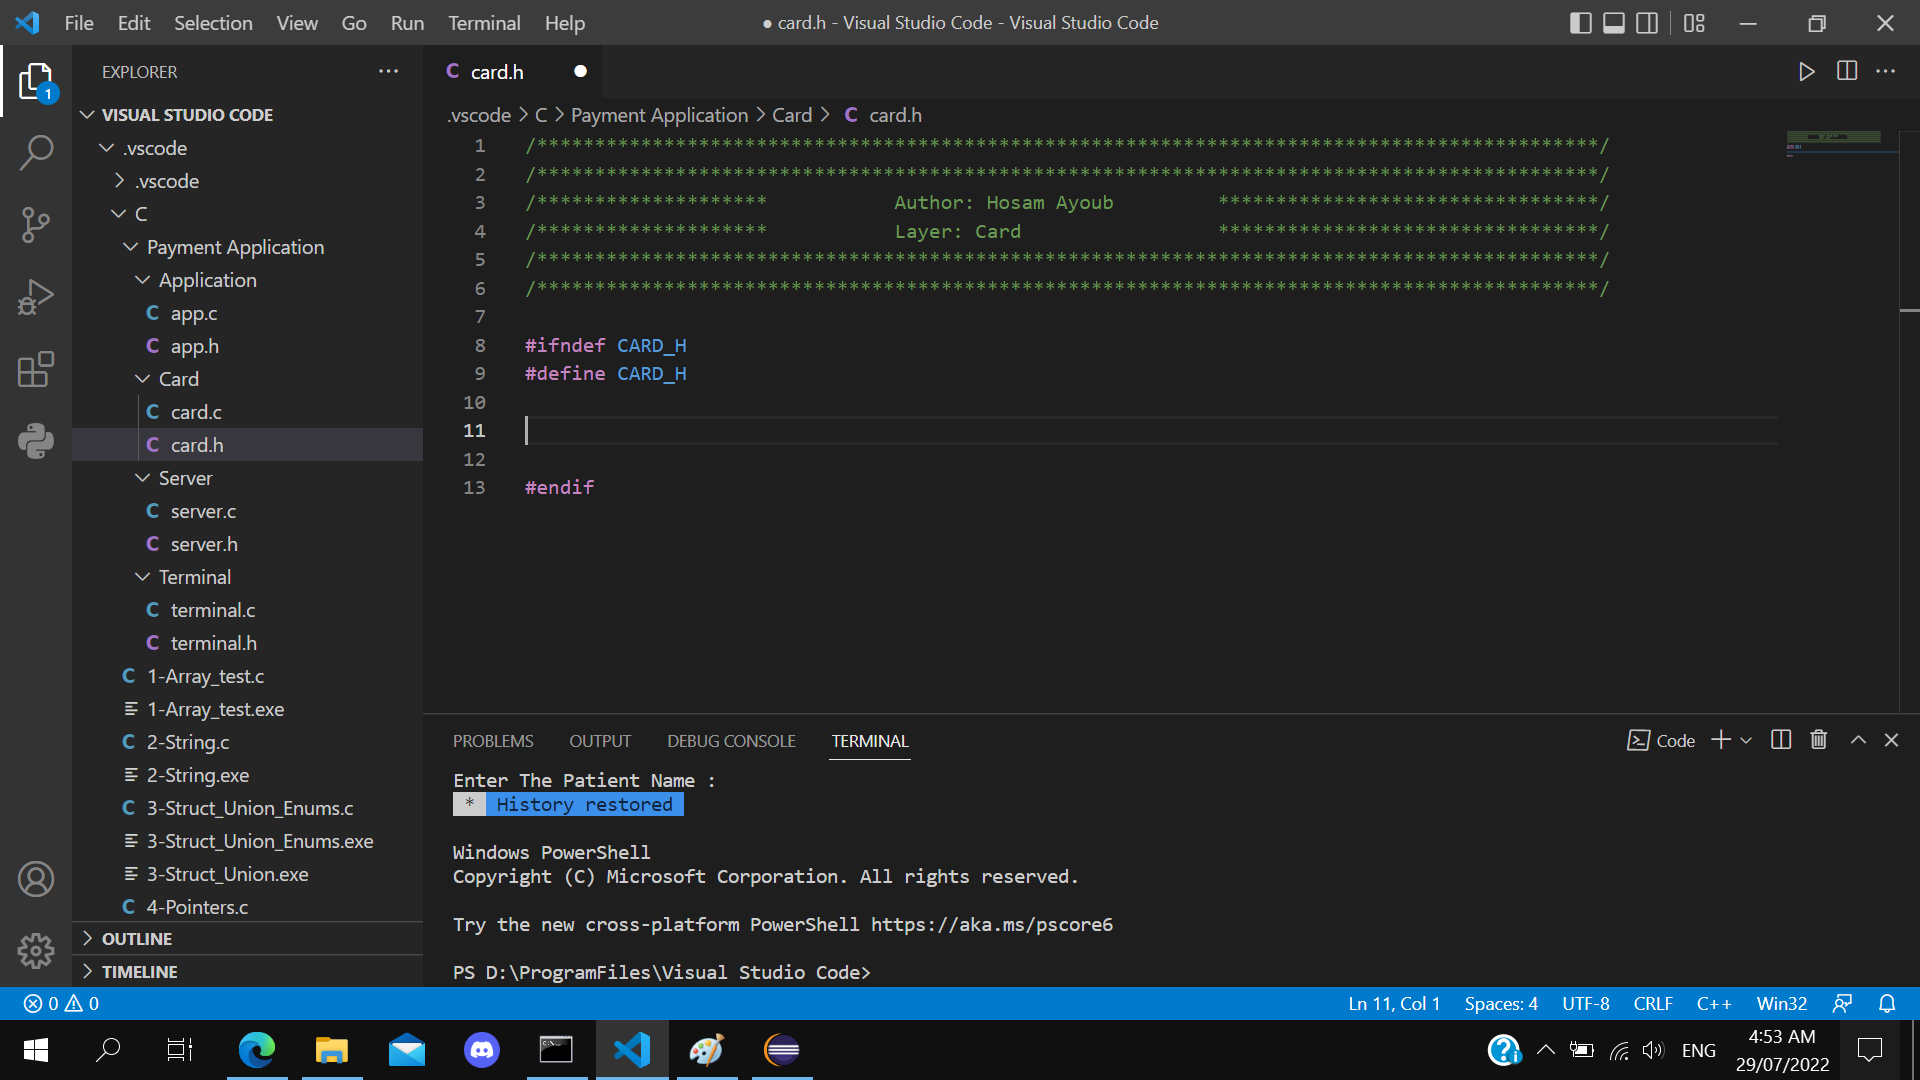 File Edit Selection View Go Run Terminal Help
● card.h - Visual Studio Code - Visual Studio Code
EXPLORER
1
VISUAL STUDIO CODE
.vscode
.vscode
C
Payment Application
Application
C app.c
C app.h
Card
C card.c
C card.h
Server
C server.c
C server.h
Terminal
C terminal.c
C terminal.h
C 1-Array_test.c
1-Array_test.exe
C 2-String.c
2-String.exe
C 3-Struct_Union_Enums.c
3-Struct_Union_Enums.exe
3-Struct_Union.exe
C 4-Pointers.c
OUTLINE
TIMELINE
C card.h
.vscode > C > Payment Application > Card > C card.h
1 /********************************************************************************************/
2 /********************************************************************************************/
3 /******************** Author: Hosam Ayoub *********************************/
4 /******************** Layer: Card *********************************/
5 /********************************************************************************************/
6 /********************************************************************************************/
7
8 #ifndef CARD_H
9 #define CARD_H
10
11
12
13 #endif
PROBLEMS OUTPUT DEBUG CONSOLE TERMINAL
Code
Enter The Patient Name :
* History restored
Windows PowerShell
Copyright (C) Microsoft Corporation. All rights reserved.
Try the new cross-platform PowerShell https://aka.ms/pscore6
PS D:\ProgramFiles\Visual Studio Code>
0 0
Ln 11, Col 1 Spaces: 4 UTF-8 CRLF C++ Win32
ENG
4:53 AM
29/07/2022